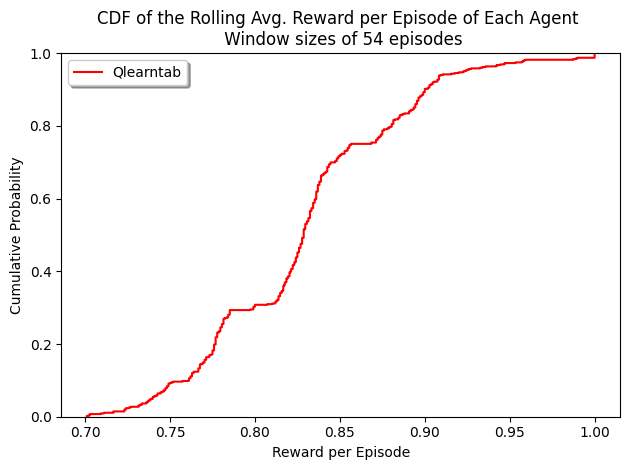 CDF of the Rolling Avg. Reward per Episode of Each Agent
Window sizes of 54 episodes
Qlearntab
Cumulative Probability
1.0
0.8
0.6
0.4
0.2
0.0
0.70 0.75 0.80 0.85 0.90 0.95 1.00
Reward per Episode